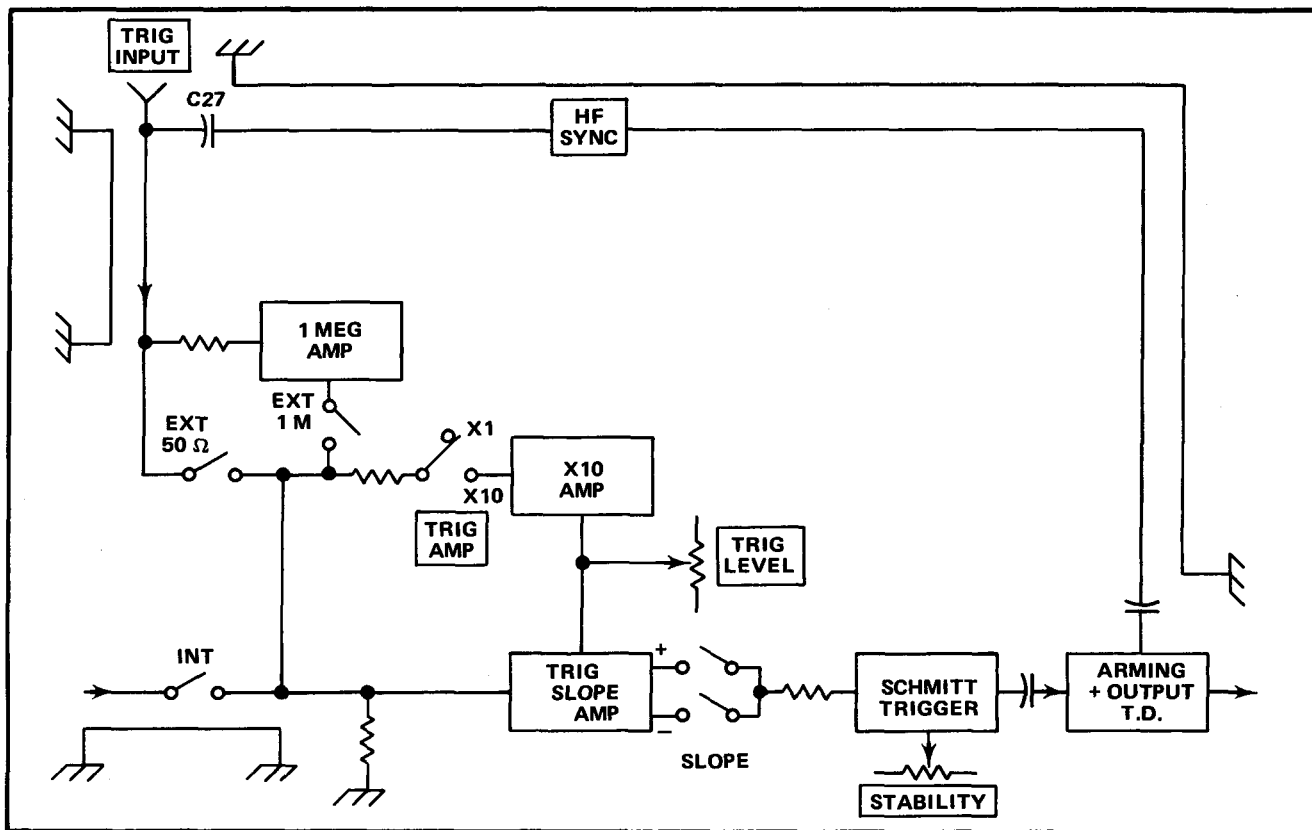 TRIG
INPUT
C27
HF
SYNC
1 MEG
AMP
EXT
1 M
EXT
50 Ω
X1
X10
X10
AMP
TRIG
AMP
TRIG
LEVEL
INT
TRIG
SLOPE
AMP
+
−
SLOPE
SCHMITT
TRIGGER
STABILITY
ARMING
+ OUTPUT
T.D.